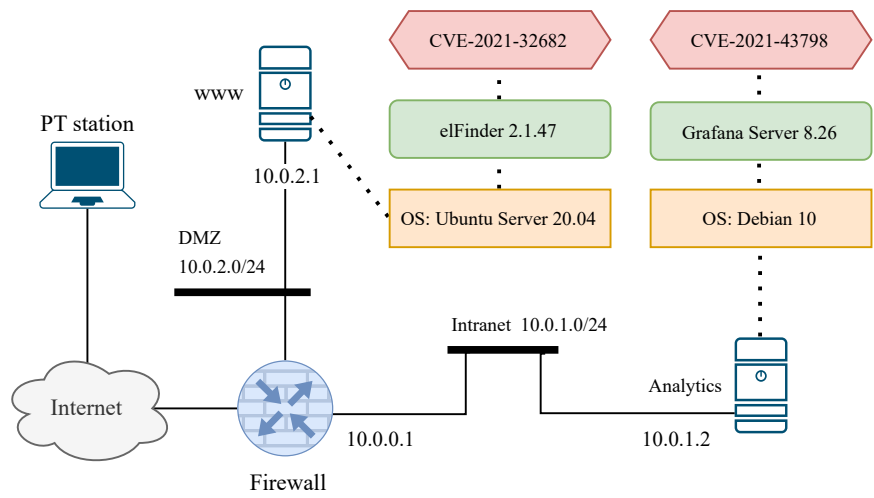 CVE-2021-32682
CVE-2021-43798
www
PT station
elFinder 2.1.47
Grafana Server 8.26
10.0.2.1
OS: Ubuntu Server 20.04
OS: Debian 10
DMZ
10.0.2.0/24
Intranet 10.0.1.0/24
Analytics
Internet
10.0.0.1
10.0.1.2
Firewall